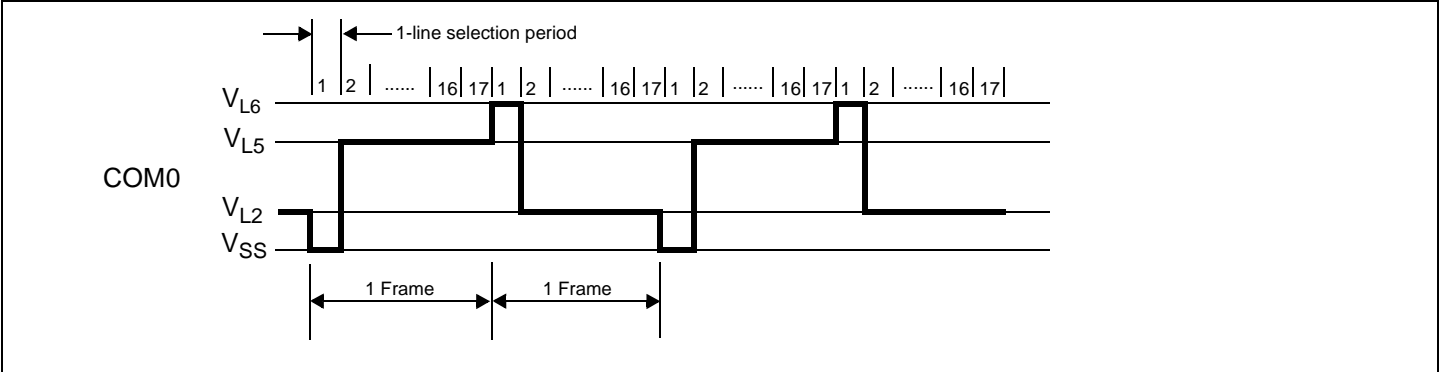 1-line selection period
1 2 ...... 16 17 1 2 ...... 16 17 1 2 ...... 16 17 1 2 ...... 16 17
VL6
VL5
COM0
VL2
VSS
1 Frame 1 Frame